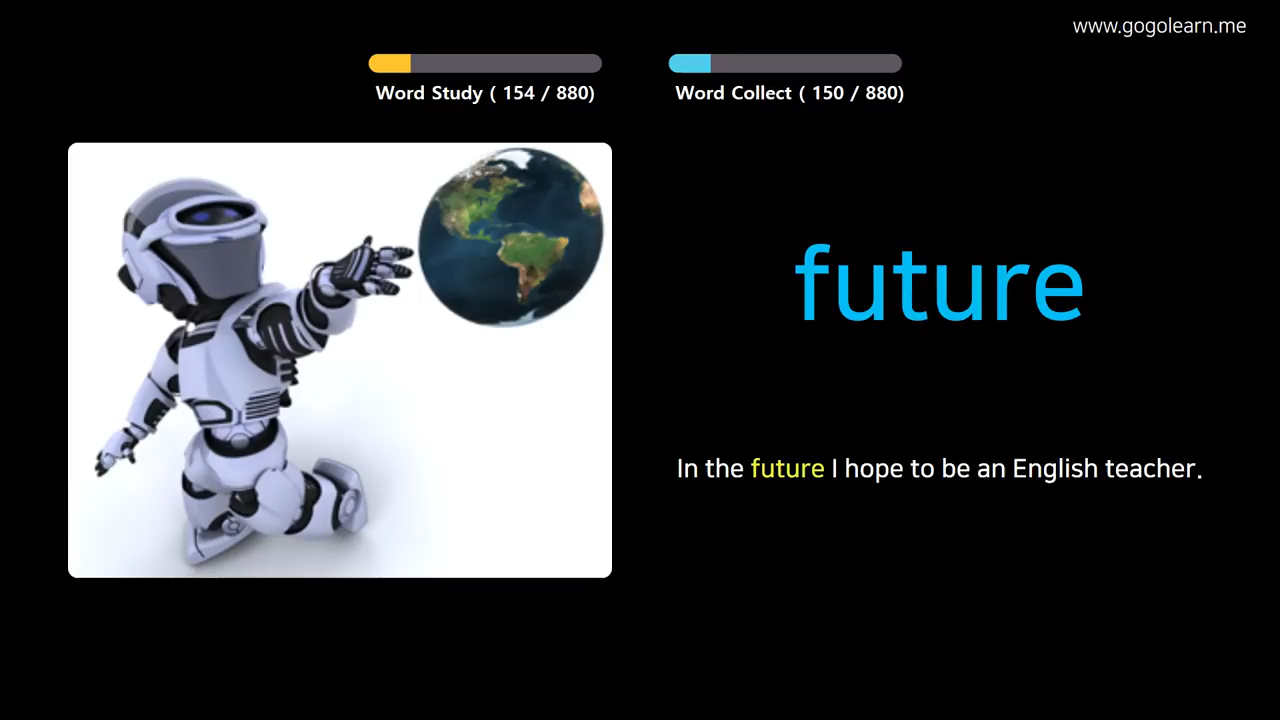 www.gogolearn.me
Word Study ( 154 / 880)
Word Collect ( 150 / 880)
future
In the future I hope to be an English teacher.